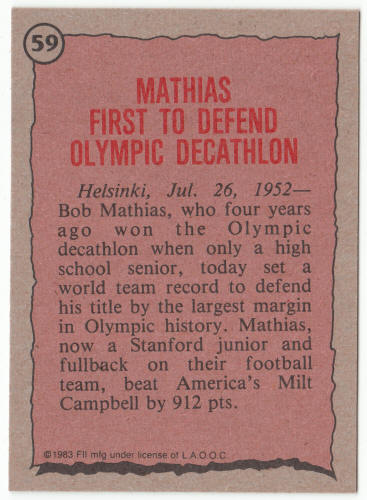 59
MATHIAS
FIRST TO DEFEND
OLYMPIC DECATHLON
Helsinki, Jul. 26, 1952—
Bob Mathias, who four years
ago won the Olympic
decathlon when only a high
school senior, today set a
world team record to defend
his title by the largest margin
in Olympic history. Mathias,
now a Stanford junior and
fullback on their football
team, beat America's Milt
Campbell by 912 pts.
©1983 FII mfg under license of L.A.O.O.C.